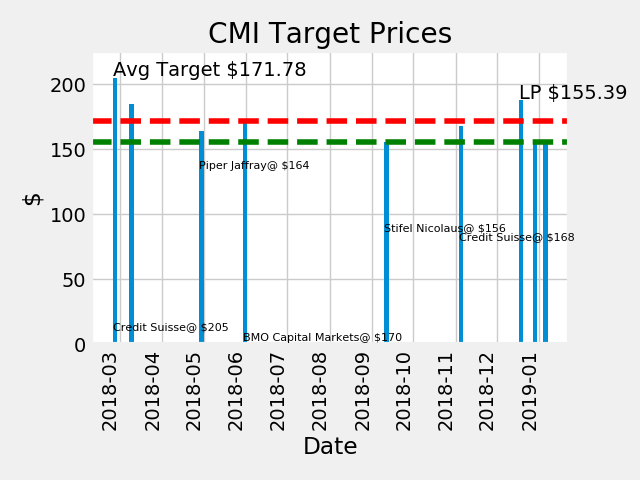 CMI Target Prices
Avg Target $171.78
LP $155.39
200
150
100
50
0
$
Piper Jaffray@ $164
Stifel Nicolaus@ $156
Credit Suisse@ $168
Credit Suisse@ $205
BMO Capital Markets@ $170
2018-03
2018-04
2018-05
2018-06
2018-07
2018-08
2018-09
2018-10
2018-11
2018-12
2019-01
Date